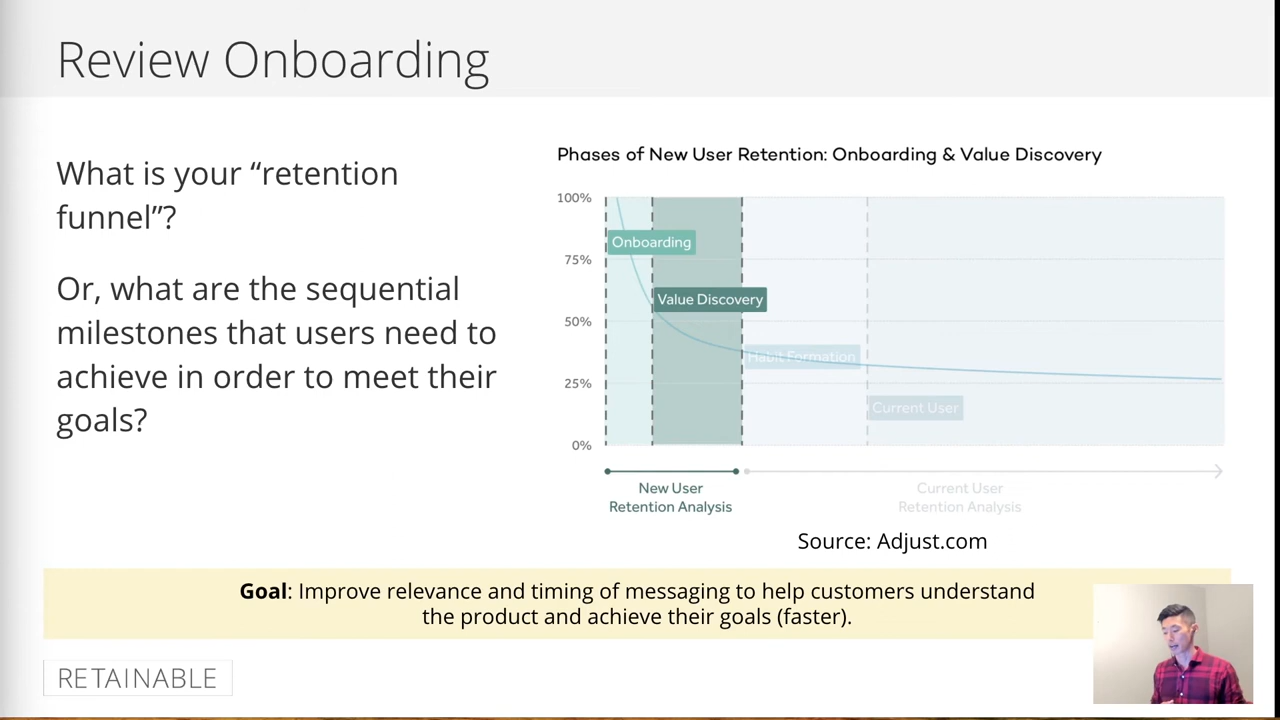 Review Onboarding
What is your “retention
funnel”?
Or, what are the sequential
milestones that users need to
achieve in order to meet their
goals?
Phases of New User Retention: Onboarding & Value Discovery
100%
75%
50%
25%
0%
Onboarding
Value Discovery
Habit Formation
Current User
New User
Retention Analysis
Current User
Retention Analysis
Source: Adjust.com
Goal: Improve relevance and timing of messaging to help customers understand
the product and achieve their goals (faster).
RETAINABLE